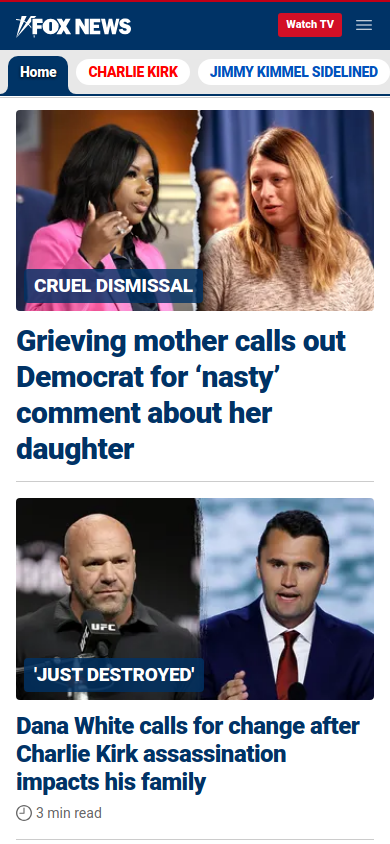 FOX NEWS
Watch TV
Home
CHARLIE KIRK
JIMMY KIMMEL SIDELINED
CRUEL DISMISSAL
Grieving mother calls out
Democrat for ‘nasty’
comment about her
daughter
UFC
'JUST DESTROYED'
Dana White calls for change after
Charlie Kirk assassination
impacts his family
3 min read